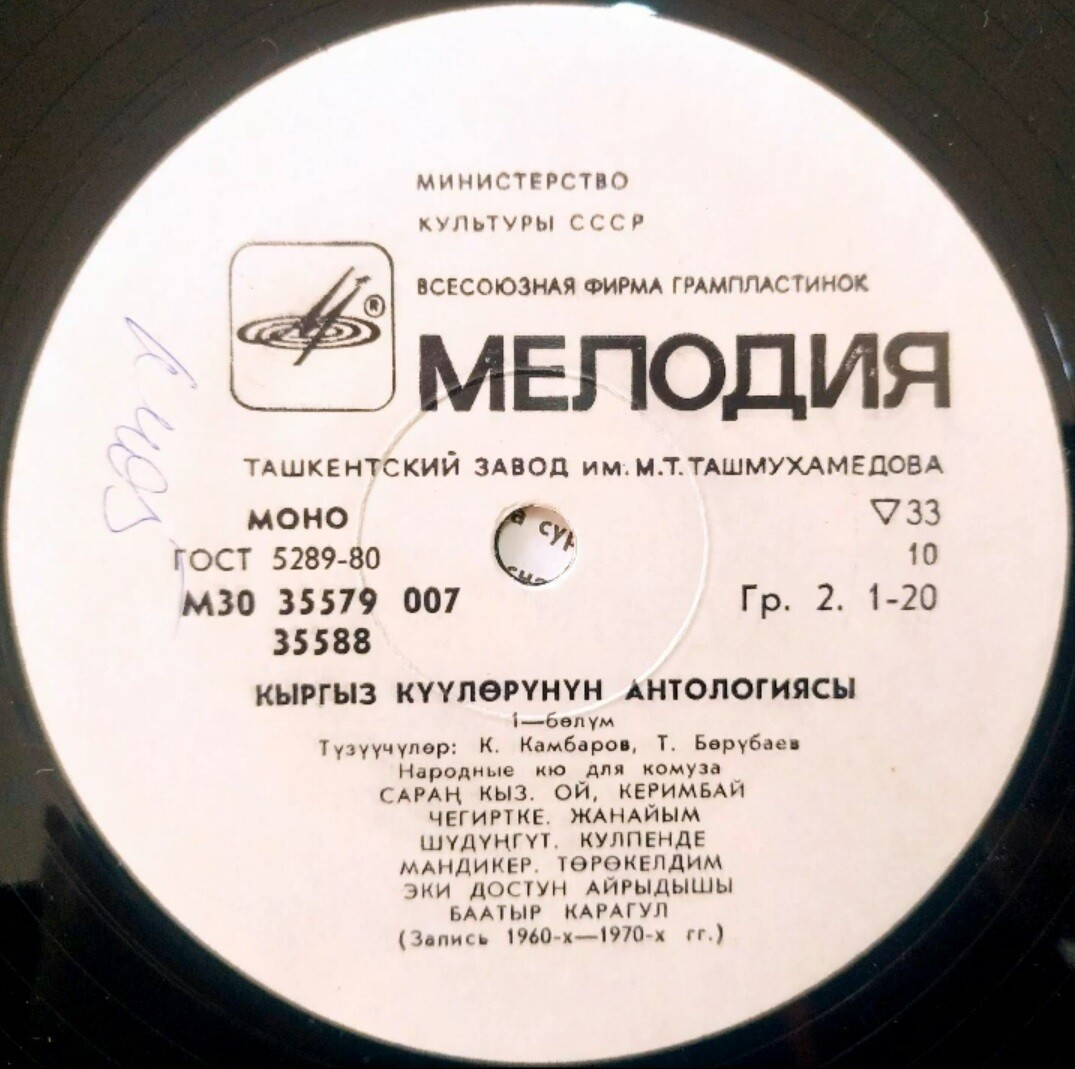 МИНИСТЕРСТВО
КУЛЬТУРЫ СССР
ВСЕСОЮЗНАЯ ФИРМА ГРАМПЛАСТИНОК
®
МЕЛОДИЯ
ТАШКЕНТСКИЙ ЗАВОД им. М.Т.ТАШМУХАМЕДОВА
МОНО ▽33
ГОСТ 5289-80 10
М30 35579 007 Гр. 2. 1-20
35588
КЫРГЫЗ КҮҮЛӨРҮНҮН АНТОЛОГИЯСЫ
1—бөлүм
Түзүүчүлөр: К. Камбаров, Т. Бөрүбаев
Народные кю для комуза
САРАҢ КЫЗ. ОЙ, КЕРИМБАЙ
ЧЕГИРТКЕ. ЖАНАЙЫМ
ШҮДҮҢГҮТ. КУЛПЕНДЕ
МАНДИКЕР. ТӨРӨКЕЛДИМ
ЭКИ ДОСТУН АЙРЫДЫШЫ
БААТЫР КАРАГУЛ
(Запись 1960-х—1970-х гг.)